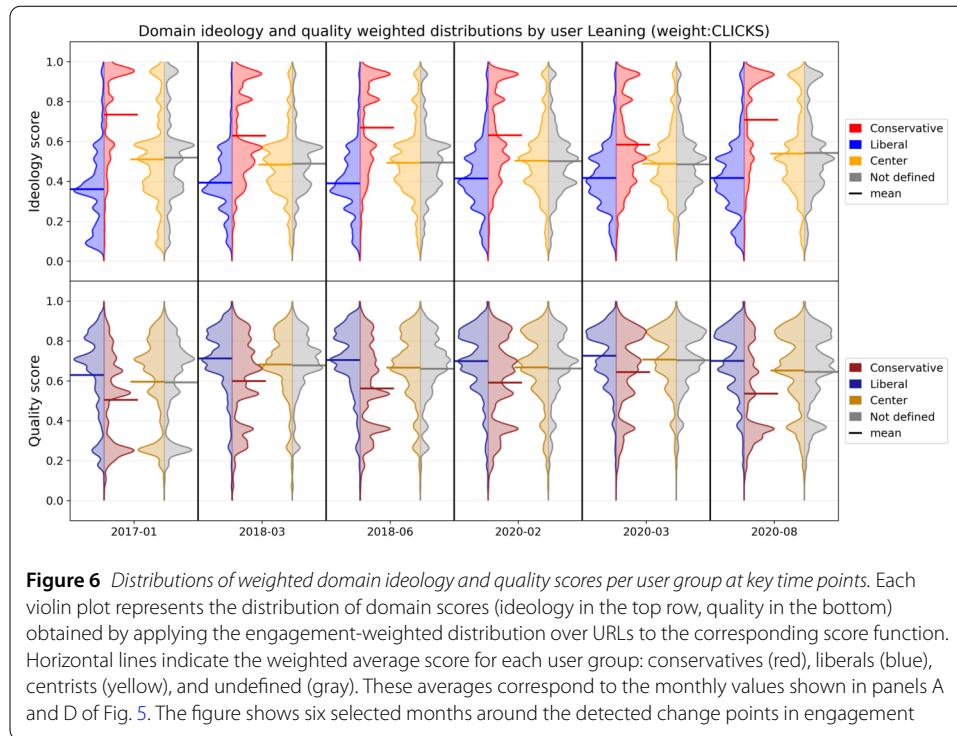 Domain ideology and quality weighted distributions by user Leaning (weight:CLICKS)
Ideology score
1.0
0.8
0.6
0.4
0.2
0.0
Conservative
Liberal
Center
Not defined
mean
Quality score
1.0
0.8
0.6
0.4
0.2
0.0
Conservative
Liberal
Center
Not defined
mean
2017-01 2018-03 2018-06 2020-02 2020-03 2020-08
Figure 6 Distributions of weighted domain ideology and quality scores per user group at key time points. Each
violin plot represents the distribution of domain scores (ideology in the top row, quality in the bottom)
obtained by applying the engagement-weighted distribution over URLs to the corresponding score function.
Horizontal lines indicate the weighted average score for each user group: conservatives (red), liberals (blue),
centrists (yellow), and undefined (gray). These averages correspond to the monthly values shown in panels A
and D of Fig. 5. The figure shows six selected months around the detected change points in engagement